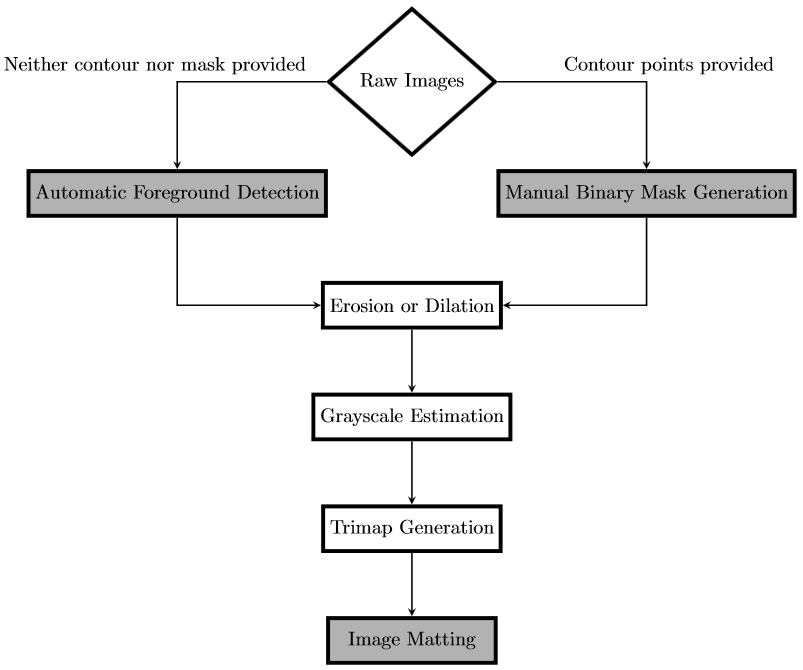 Neither contour nor mask provided
Contour points provided
Raw Images
Automatic Foreground Detection
Manual Binary Mask Generation
Erosion or Dilation
Grayscale Estimation
Trimap Generation
Image Matting